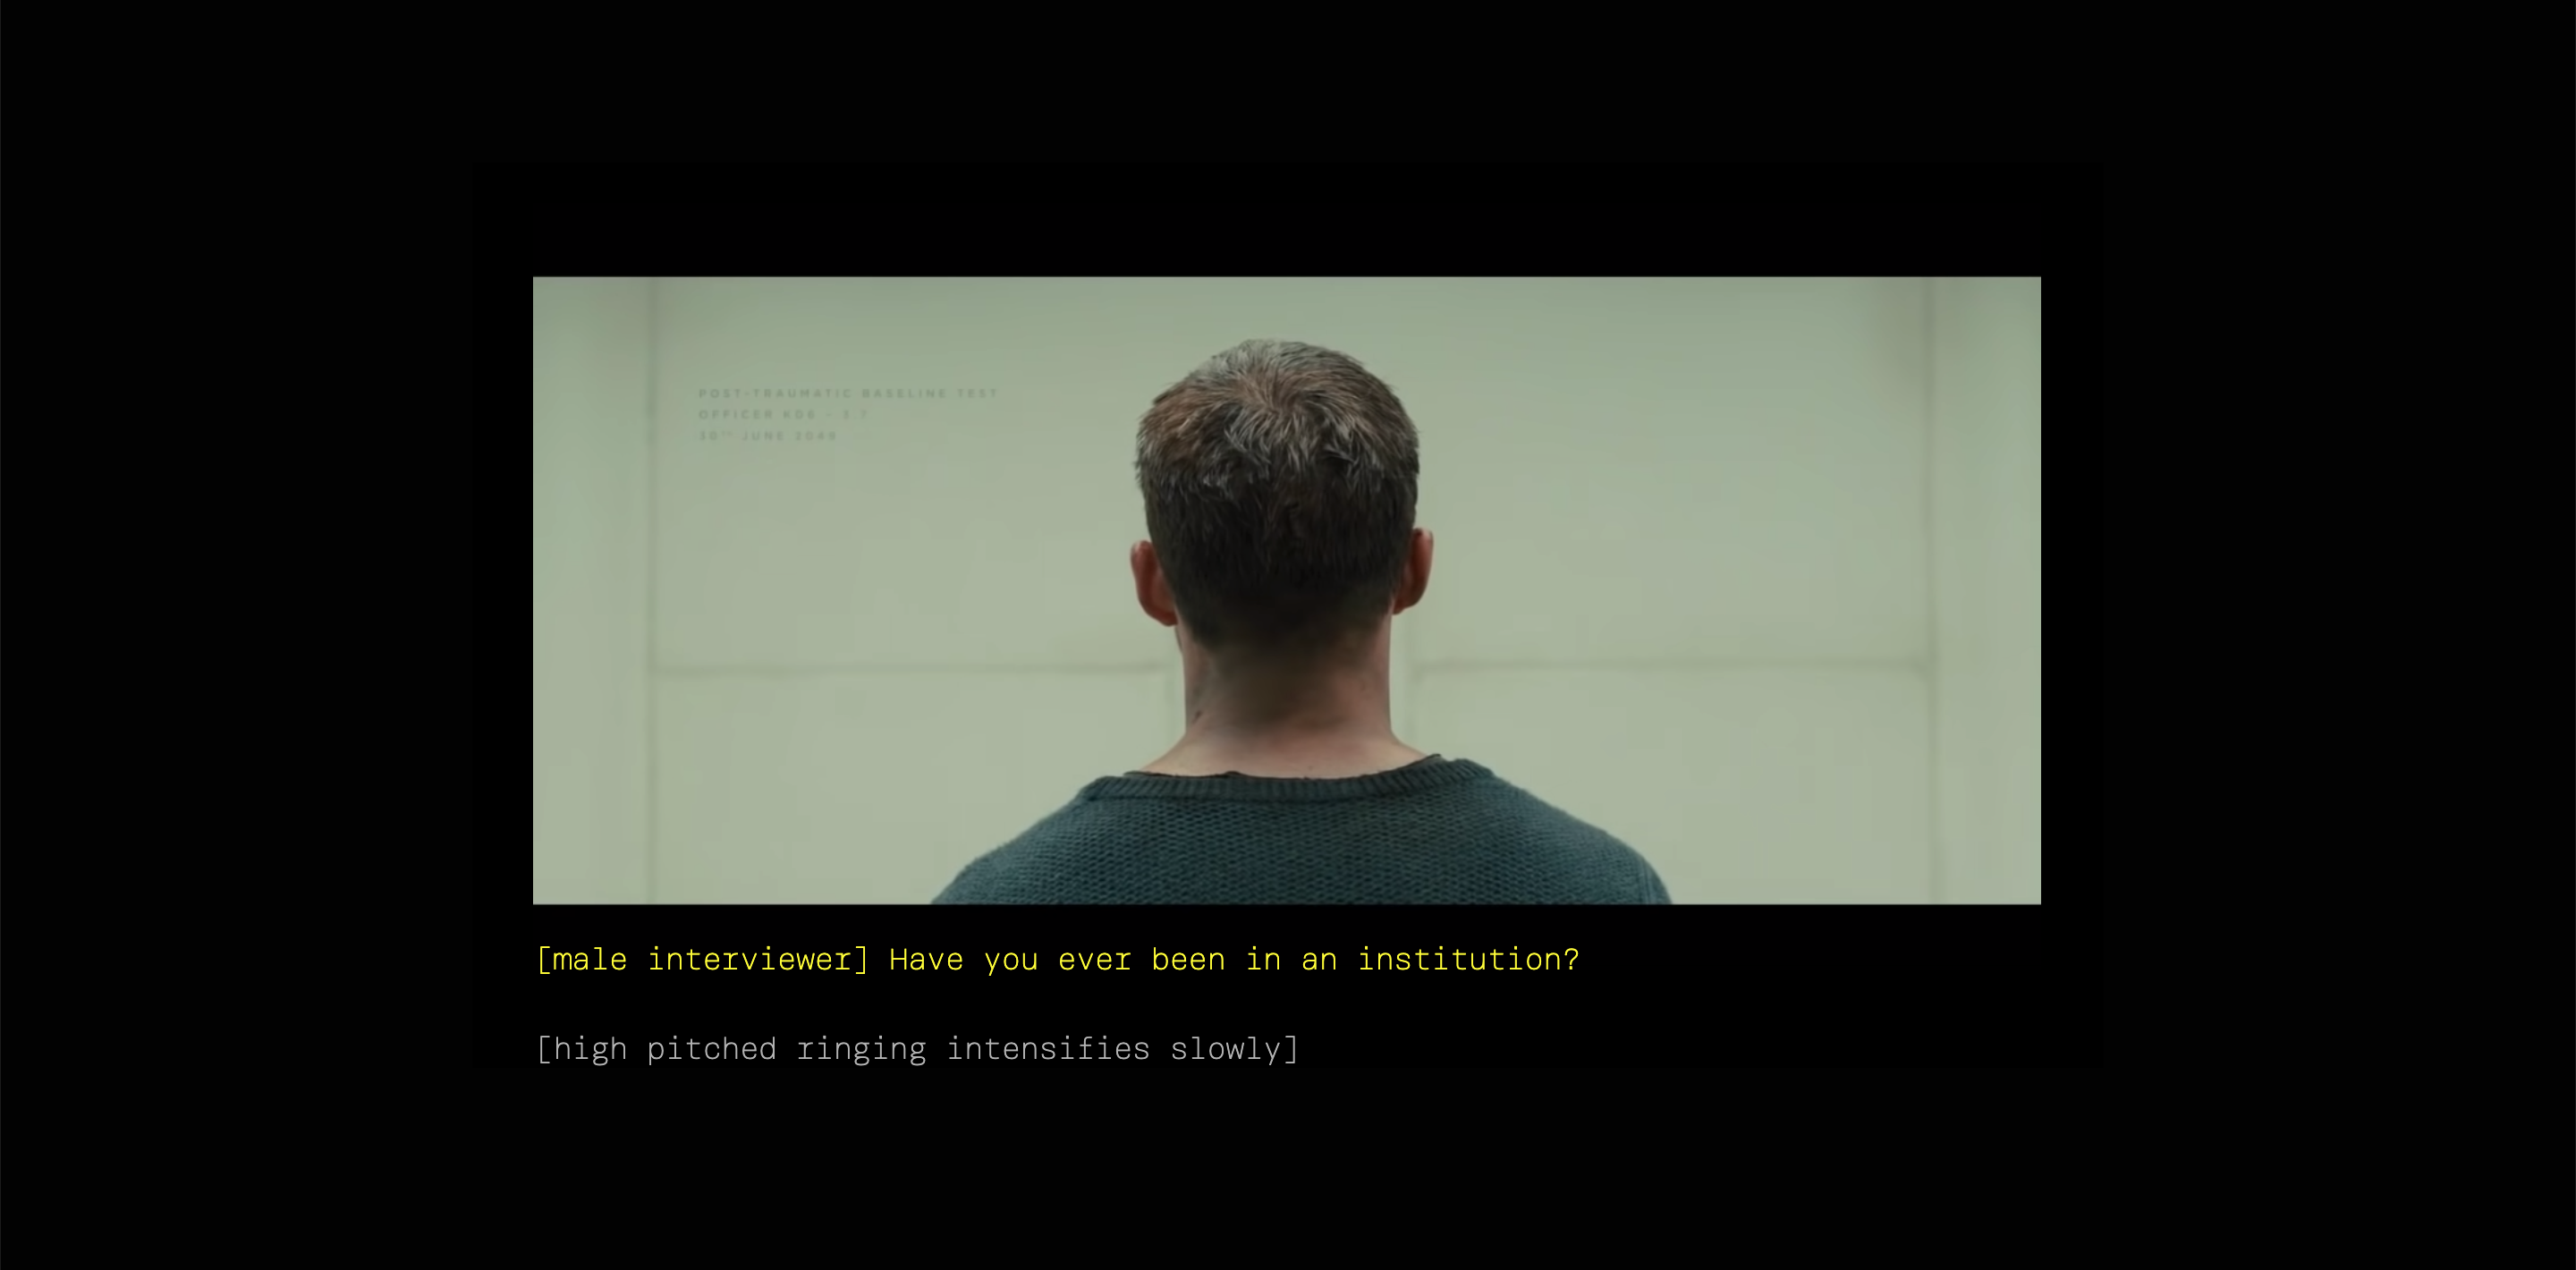 POST-TRAUMATIC BASELINE TEST
OFFICER KD6 - 3 7
30TH JUNE 2049
[male interviewer] Have you ever been in an institution?
[high pitched ringing intensifies slowly]